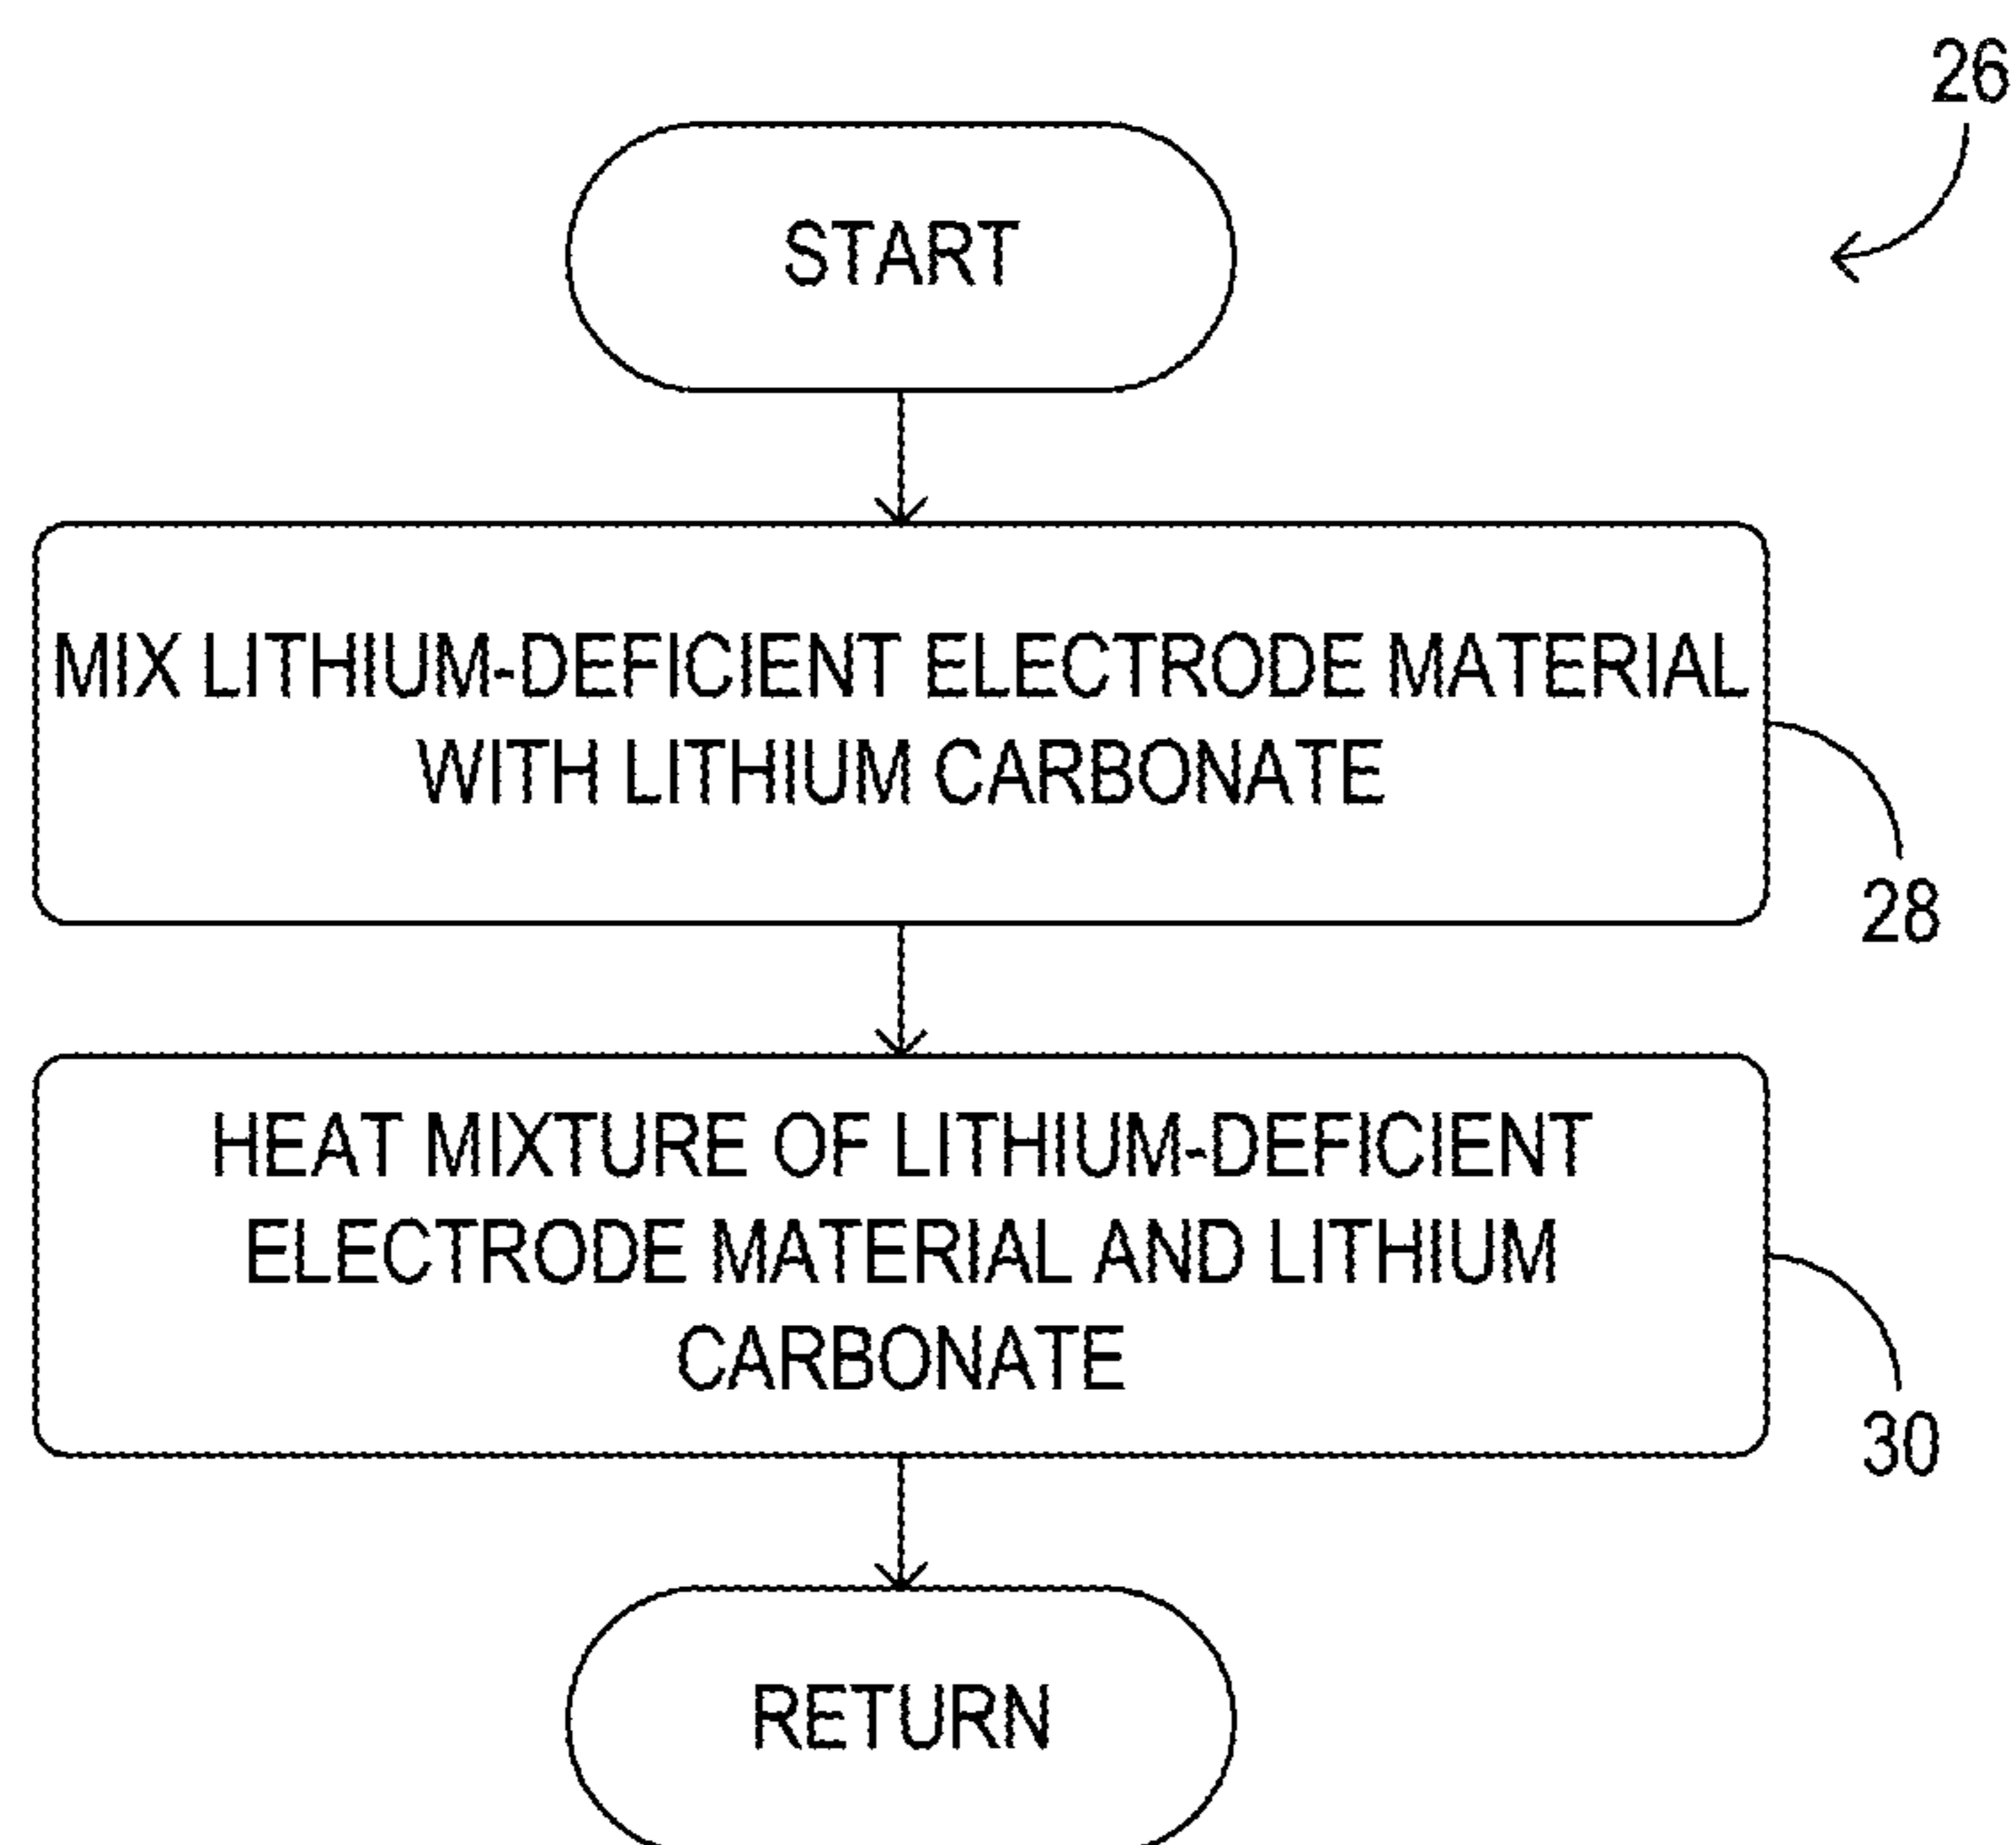 26
START
MIX LITHIUM-DEFICIENT ELECTRODE MATERIAL
WITH LITHIUM CARBONATE
28
HEAT MIXTURE OF LITHIUM-DEFICIENT
ELECTRODE MATERIAL AND LITHIUM
CARBONATE
30
RETURN